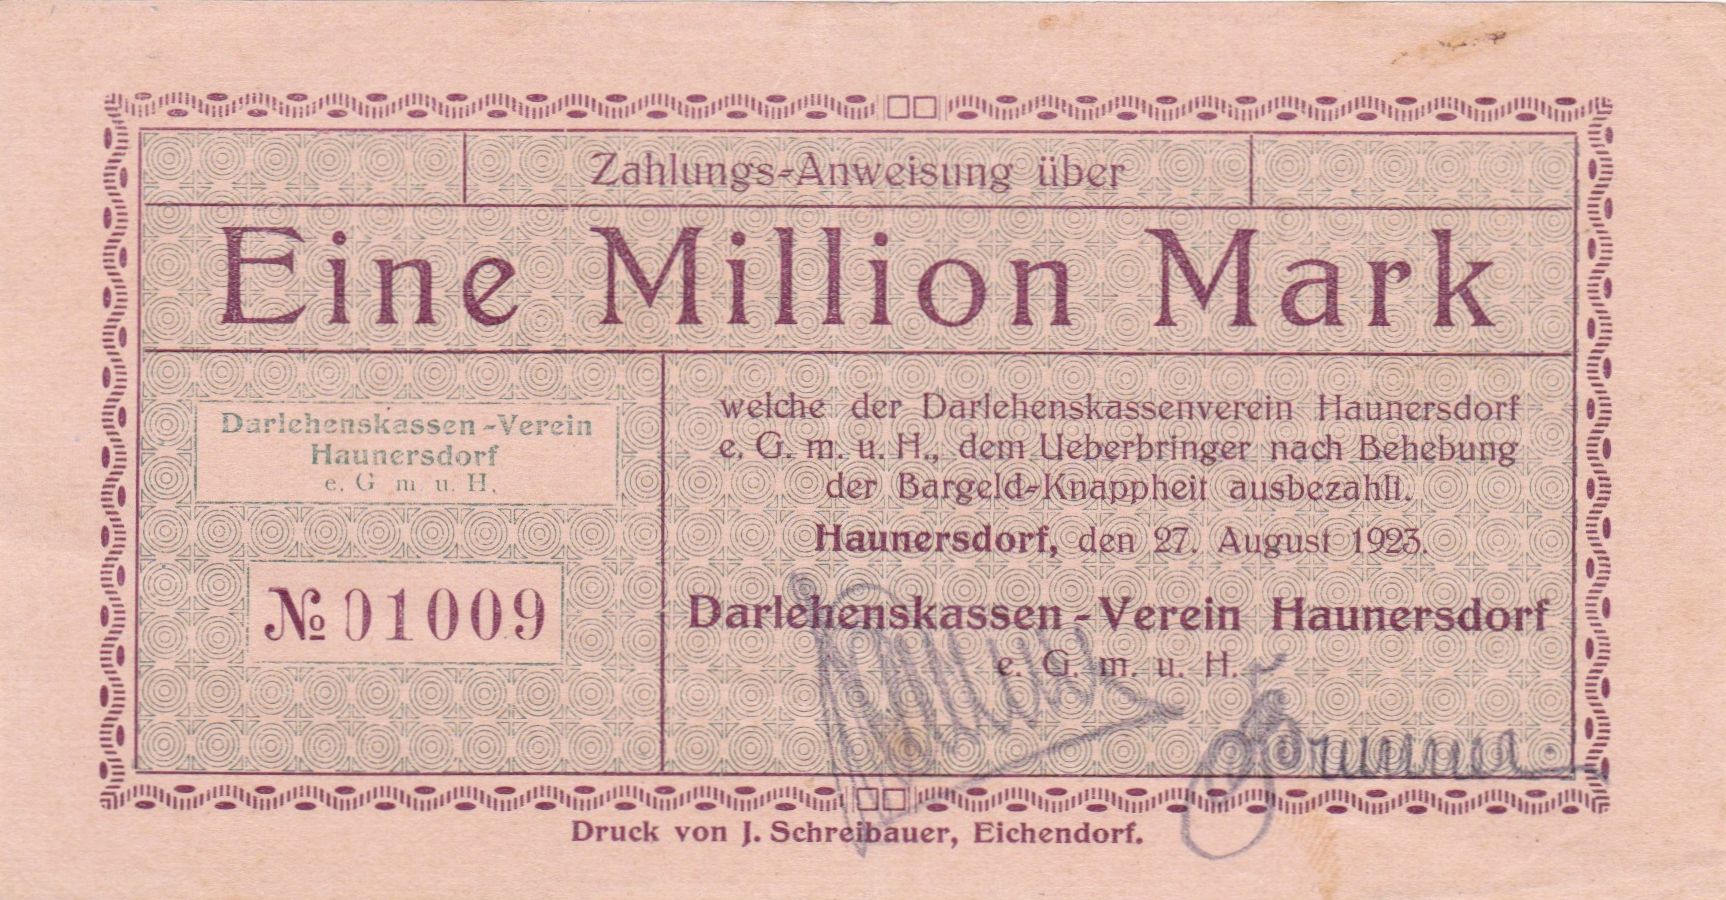 Zahlungs-Anweisung über
Eine Million Mark
Darlehenskassen-Verein
Haunersdorf
e. G m. u. H.
№ 01009
welche der Darlehenskassenverein Haunersdorf
e. G. m. u. H., dem Ueberbringer nach Behebung
der Bargeld-Knappheit ausbezahlt.
Haunersdorf, den 27. August 1923.
Darlehenskassen-Verein Haunersdorf
e. G. m. u. H.
Brunner.
Druck von J. Schreibauer, Eichendorf.